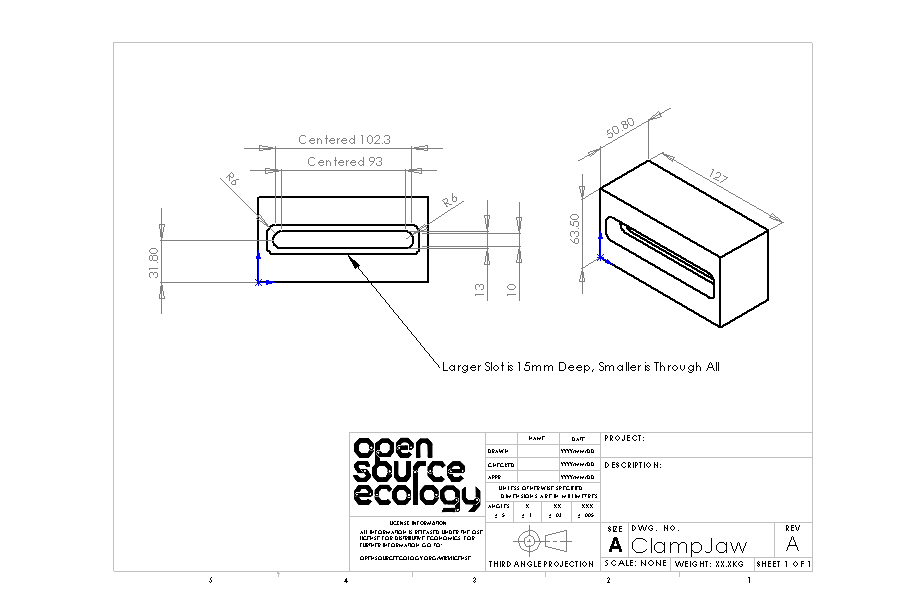 Centered 102.3
Centered 93
R6
R6
31.80
13
10
50.80
127
63.50
Larger Slot is 15mm Deep, Smaller is Through All
open
source
ecology
LICENSE INFORMATION:
ALL INFORMATION IS RELEASED UNDER THE OSE
LICENSE FOR DISTRIBUTIVE ECONOMICS. FOR
FURTHER INFORMATION GO TO:
OPENSOURCEECOLOGY.ORG/WIKI/LICENSE
NAME DATE
DRAWN YYYY/MM/DD
CHECKED YYYY/MM/DD
APPR. YYYY/MM/DD
UNLESS OTHERWISE SPECIFIED
DIMENSIONS ARE IN MILLIMETRES
ANGLES X XX XXX
± .5 ± 1 ± .05 ± .005
THIRD ANGLE PROJECTION
PROJECT:
DESCRIPTION:
SIZE DWG. NO. REV
A ClampJaw A
SCALE: NONE WEIGHT: XX.XKG SHEET 1 OF 1
5 4 3 2 1